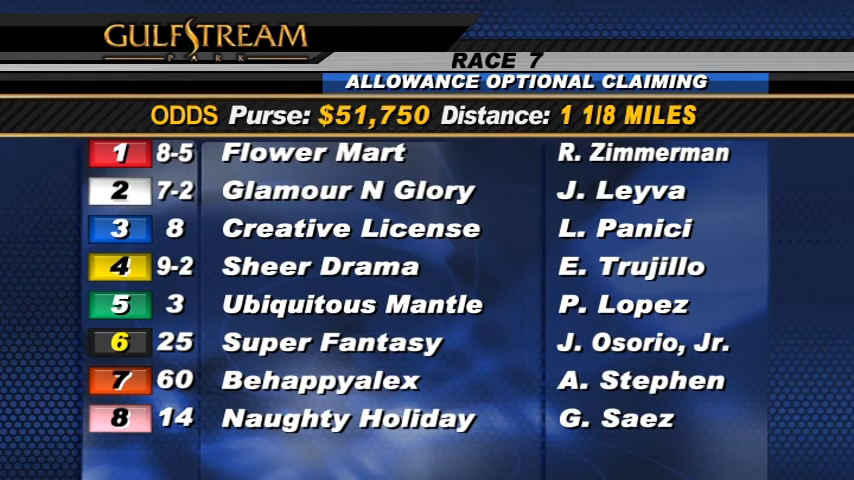 GULFSTREAM
PARK
RACE 7
ALLOWANCE OPTIONAL CLAIMING
ODDS Purse: $51,750 Distance: 1 1/8 MILES
1 8-5 Flower Mart R. Zimmerman
2 7-2 Glamour N Glory J. Leyva
3 8 Creative License L. Panici
4 9-2 Sheer Drama E. Trujillo
5 3 Ubiquitous Mantle P. Lopez
6 25 Super Fantasy J. Osorio, Jr.
7 60 Behappyalex A. Stephen
8 14 Naughty Holiday G. Saez